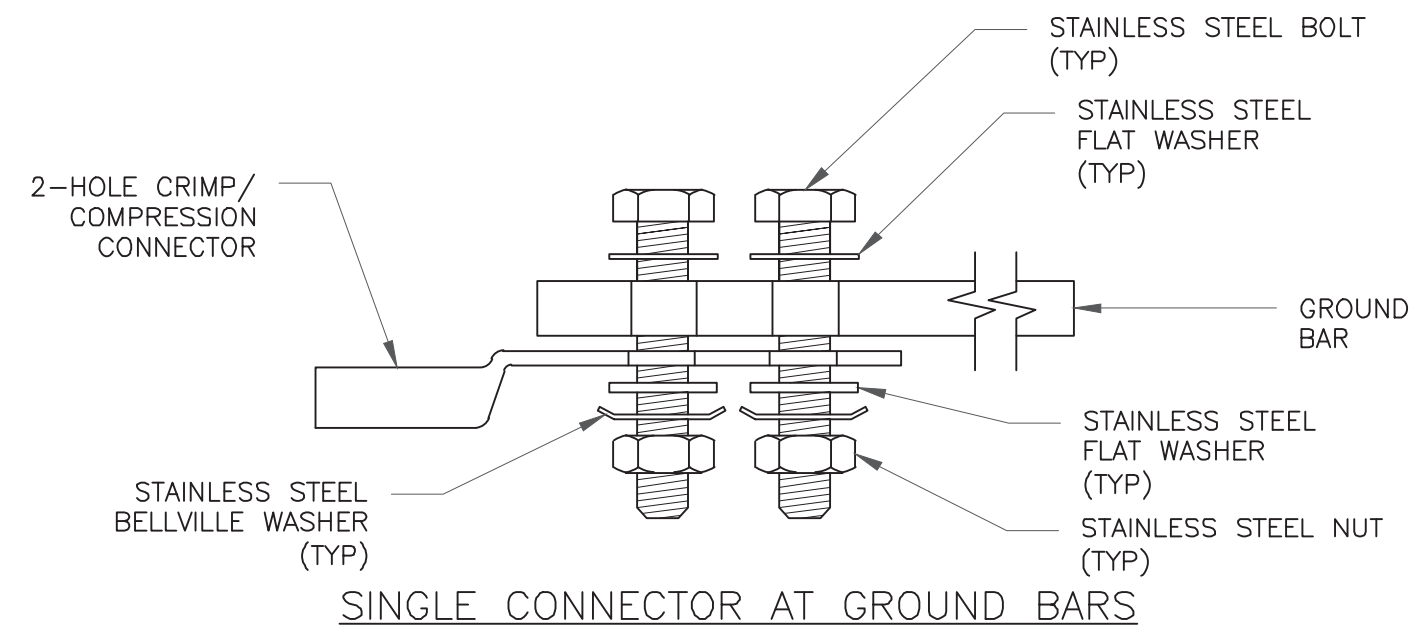 STAINLESS STEEL BOLT
(TYP)
STAINLESS STEEL
FLAT WASHER
(TYP)
2-HOLE CRIMP/
COMPRESSION
CONNECTOR
GROUND
BAR
STAINLESS STEEL
FLAT WASHER
(TYP)
STAINLESS STEEL
BELLVILLE WASHER
(TYP)
STAINLESS STEEL NUT
(TYP)
SINGLE CONNECTOR AT GROUND BARS